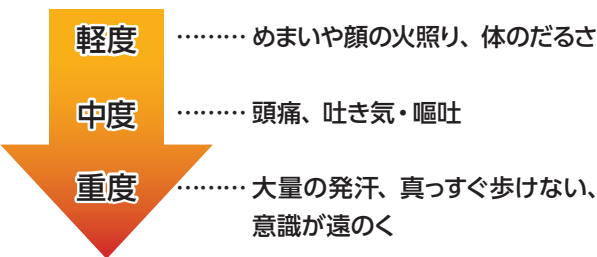 軽度 ……… めまいや顔の火照り、体のだるさ
中度 ……… 頭痛、吐き気・嘔吐
重度 ……… 大量の発汗、真っすぐ歩けない、
意識が遠のく